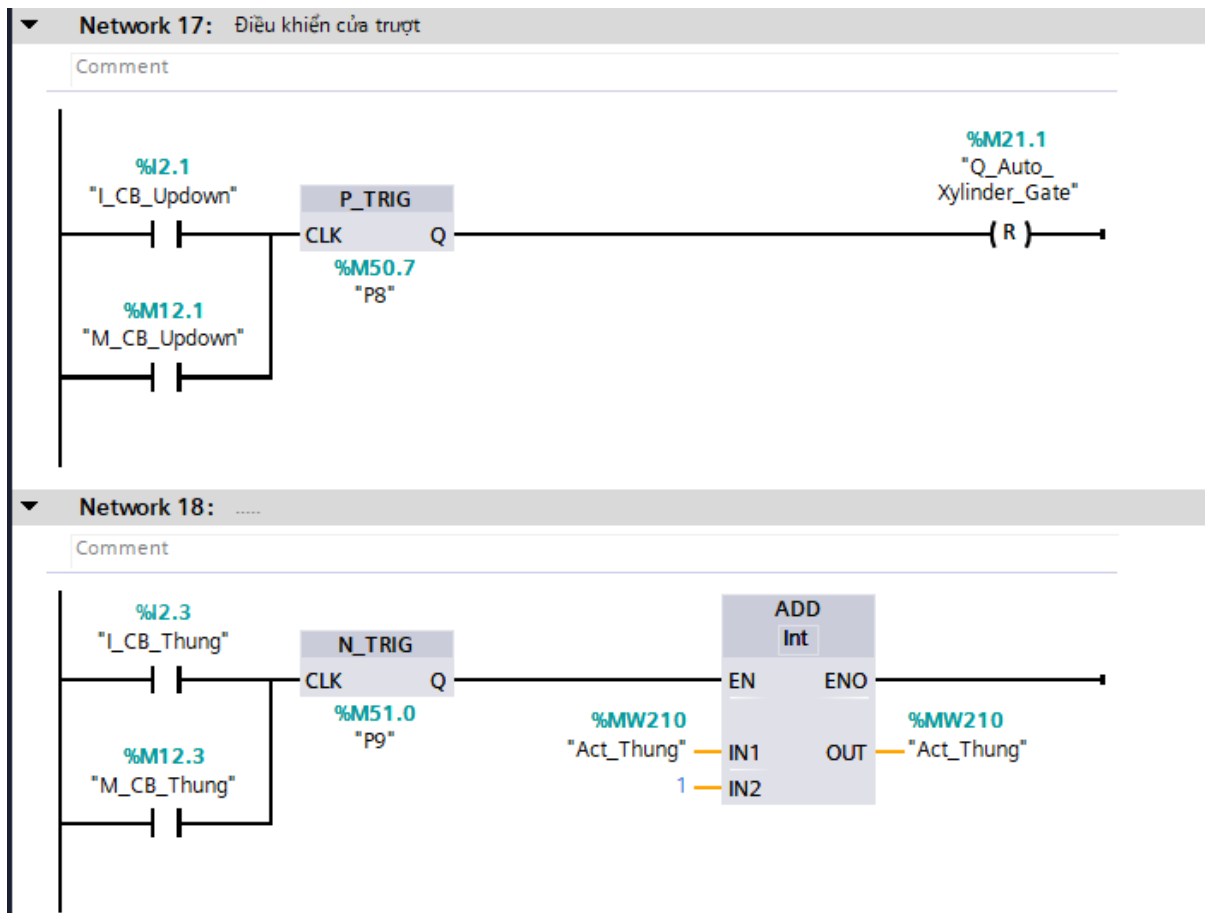 Network 17: Điều khiển cửa trượt
Comment
%I2.1
"I_CB_Updown"
P_TRIG
CLK Q
%M50.7
"P8"
%M21.1
"Q_Auto_
Xylinder_Gate"
( R )
%M12.1
"M_CB_Updown"
Network 18: .....
Comment
%I2.3
"I_CB_Thung"
N_TRIG
CLK Q
%M51.0
"P9"
ADD
Int
EN ENO
%MW210
"Act_Thung"
IN1 OUT
%MW210
"Act_Thung"
1 IN2
%M12.3
"M_CB_Thung"